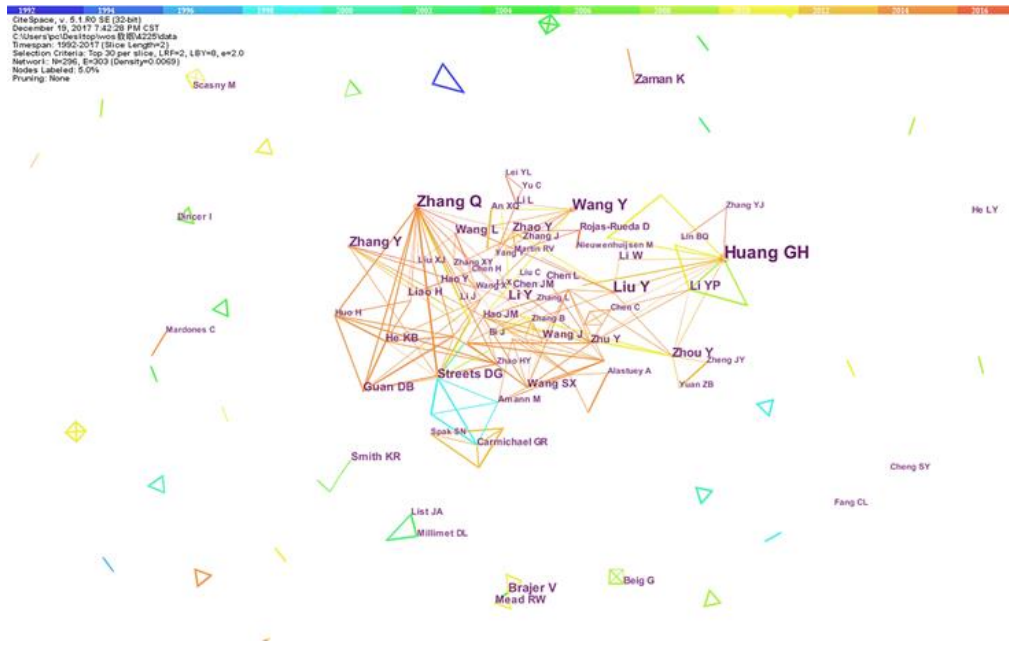 1992 1994 1996 1998 2000 2002 2004 2006 2008 2010 2012 2014 2016
CiteSpace, v. 5.1.R0 SE (32-bit)
December 19, 2017 7:42:28 PM CST
Timespan: 1992-2017 (Slice Length=2)
Selection Criteria: Top 30 per slice, LRF=2, LBY=8, e=2.0
Network: N=296, E=303 (Density=0.0069)
Nodes Labeled: 5.0%
Pruning: None
Scasny M
Zaman K
Lei YL
Yu C
Li L
Zhang Q
An XQ
Wang Y
Zhang YJ
He LY
Dincer I
Wang L
Zhao Y
Rojas-Rueda D
Zhang J
Lin BQ
Zhang Y
Martin RV
Nieuwenhuijsen M
Yang F
Li W
Huang GH
Liu XJ
Zhang XY
Chen H
Liu C
Chen L
Hao Y
Wang X
Li X
Chen JM
Liu Y
Li YP
Liao H
Li J
Li Y
Zhang L
Chen C
Huo H
Hao JM
Zhang B
Mardones C
Bi J
He KB
Wang J
Zhu Y
Zhou Y
Zhao HY
Zheng JY
Streets DG
Alastuey A
Guan DB
Wang SX
Yuan ZB
Amann M
Spak SN
Carmichael GR
Smith KR
Cheng SY
Fang CL
List JA
Millimet DL
Beig G
Brajer V
Mead RW